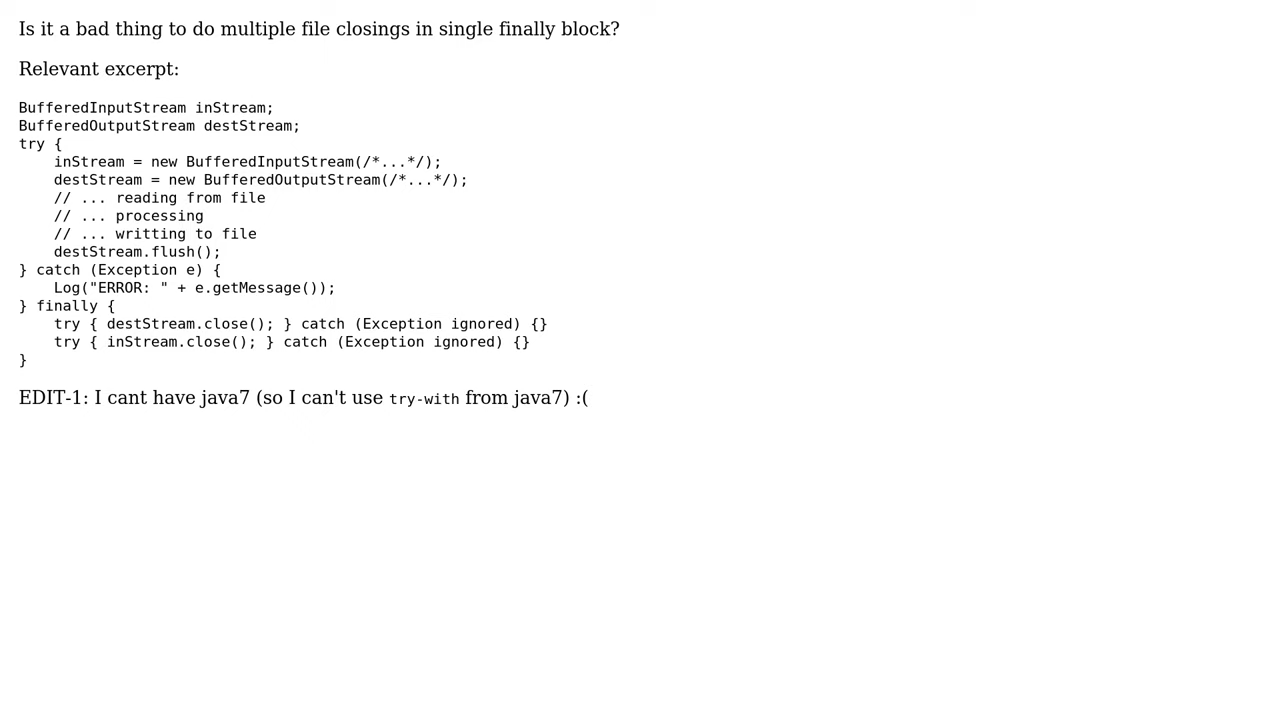 Is it a bad thing to do multiple file closings in single finally block?
Relevant excerpt:
BufferedInputStream inStream;
BufferedOutputStream destStream;
try {
    inStream = new BufferedInputStream(/*...*/);
    destStream = new BufferedOutputStream(/*...*/);
    // ... reading from file
    // ... processing
    // ... writting to file
    destStream.flush();
} catch (Exception e) {
    Log("ERROR: " + e.getMessage());
} finally {
    try { destStream.close(); } catch (Exception ignored) {}
    try { inStream.close(); } catch (Exception ignored) {}
}
EDIT-1: I cant have java7 (so I can't use try-with from java7) :(